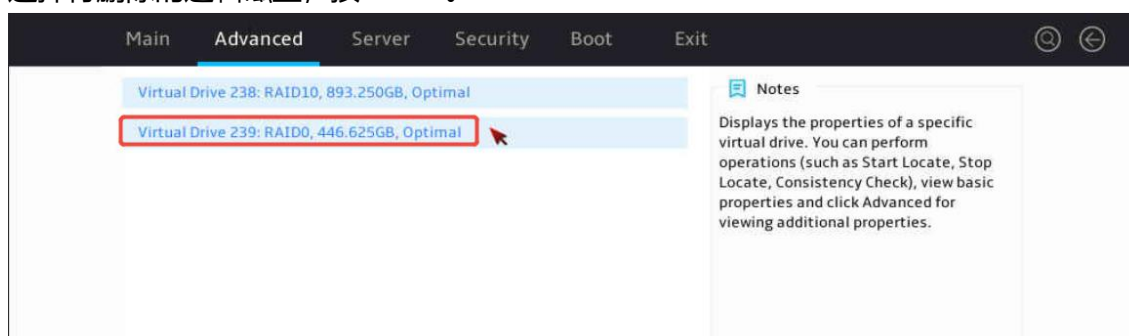 Main Advanced Server Security Boot Exit
Virtual Drive 238: RAID10, 893.250GB, Optimal
Virtual Drive 239: RAID0, 446.625GB, Optimal
Notes
Displays the properties of a specific
virtual drive. You can perform
operations (such as Start Locate, Stop
Locate, Consistency Check), view basic
properties and click Advanced for
viewing additional properties.